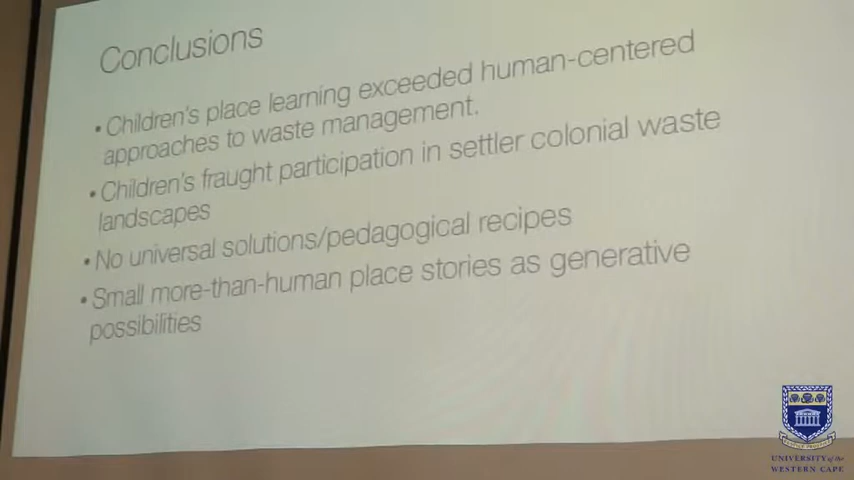 Conclusions
• Children's place learning exceeded human-centered
approaches to waste management.
• Children's fraught participation in settler colonial waste
landscapes
• No universal solutions/pedagogical recipes
• Small more-than-human place stories as generative
possibilities
UNIVERSITY of the
WESTERN CAPE